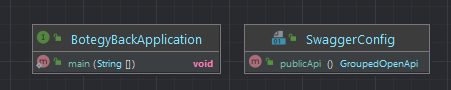 BotegyBackApplication
main (String []) void
SwaggerConfig
publicApi () GroupedOpenApi